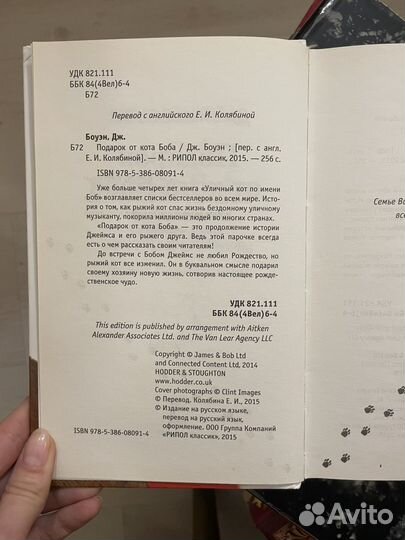 УДК 821.111
ББК 84(4Вел)6-4
Б72
Перевод с английского Е. И. Колябиной
Боуэн, Дж.
Б72 Подарок от кота Боба / Дж. Боуэн ; [пер. с англ.
Е. И. Колябиной]. — М. : РИПОЛ классик, 2015. — 256 с.
ISBN 978-5-386-08091-4
Уже больше четырех лет книга «Уличный кот по имени
Боб» возглавляет списки бестселлеров во всем мире. Исто-
рия о том, как рыжий кот спас жизнь бездомному уличному
музыканту, покорила миллионы людей во многих странах.
«Подарок от кота Боба» — это продолжение истории
Джеймса и его рыжего друга. Ведь этой парочке всегда
есть о чем рассказать своим читателям!
До встречи с Бобом Джеймс не любил Рождество, но
рыжий кот все изменил. Он в буквальном смысле подарил
своему хозяину новую жизнь, сотворив настоящее рож-
дественское чудо.
УДК 821.111
ББК 84(4Вел)6-4
This edition is published by arrangement with Aitken
Alexander Associates Ltd. and The Van Lear Agency LLC
Copyright © James & Bob Ltd
and Connected Content Ltd, 2014
HODDER & STOUGHTON
www.hodder.co.uk
Cover photographs © Clint Images
© Перевод. Колябина Е. И., 2015
© Издание на русском языке,
перевод на русский язык,
оформление. ООО Группа Компаний
«РИПОЛ классик», 2015
ISBN 978-5-386-08091-4
Семье
все
Avito